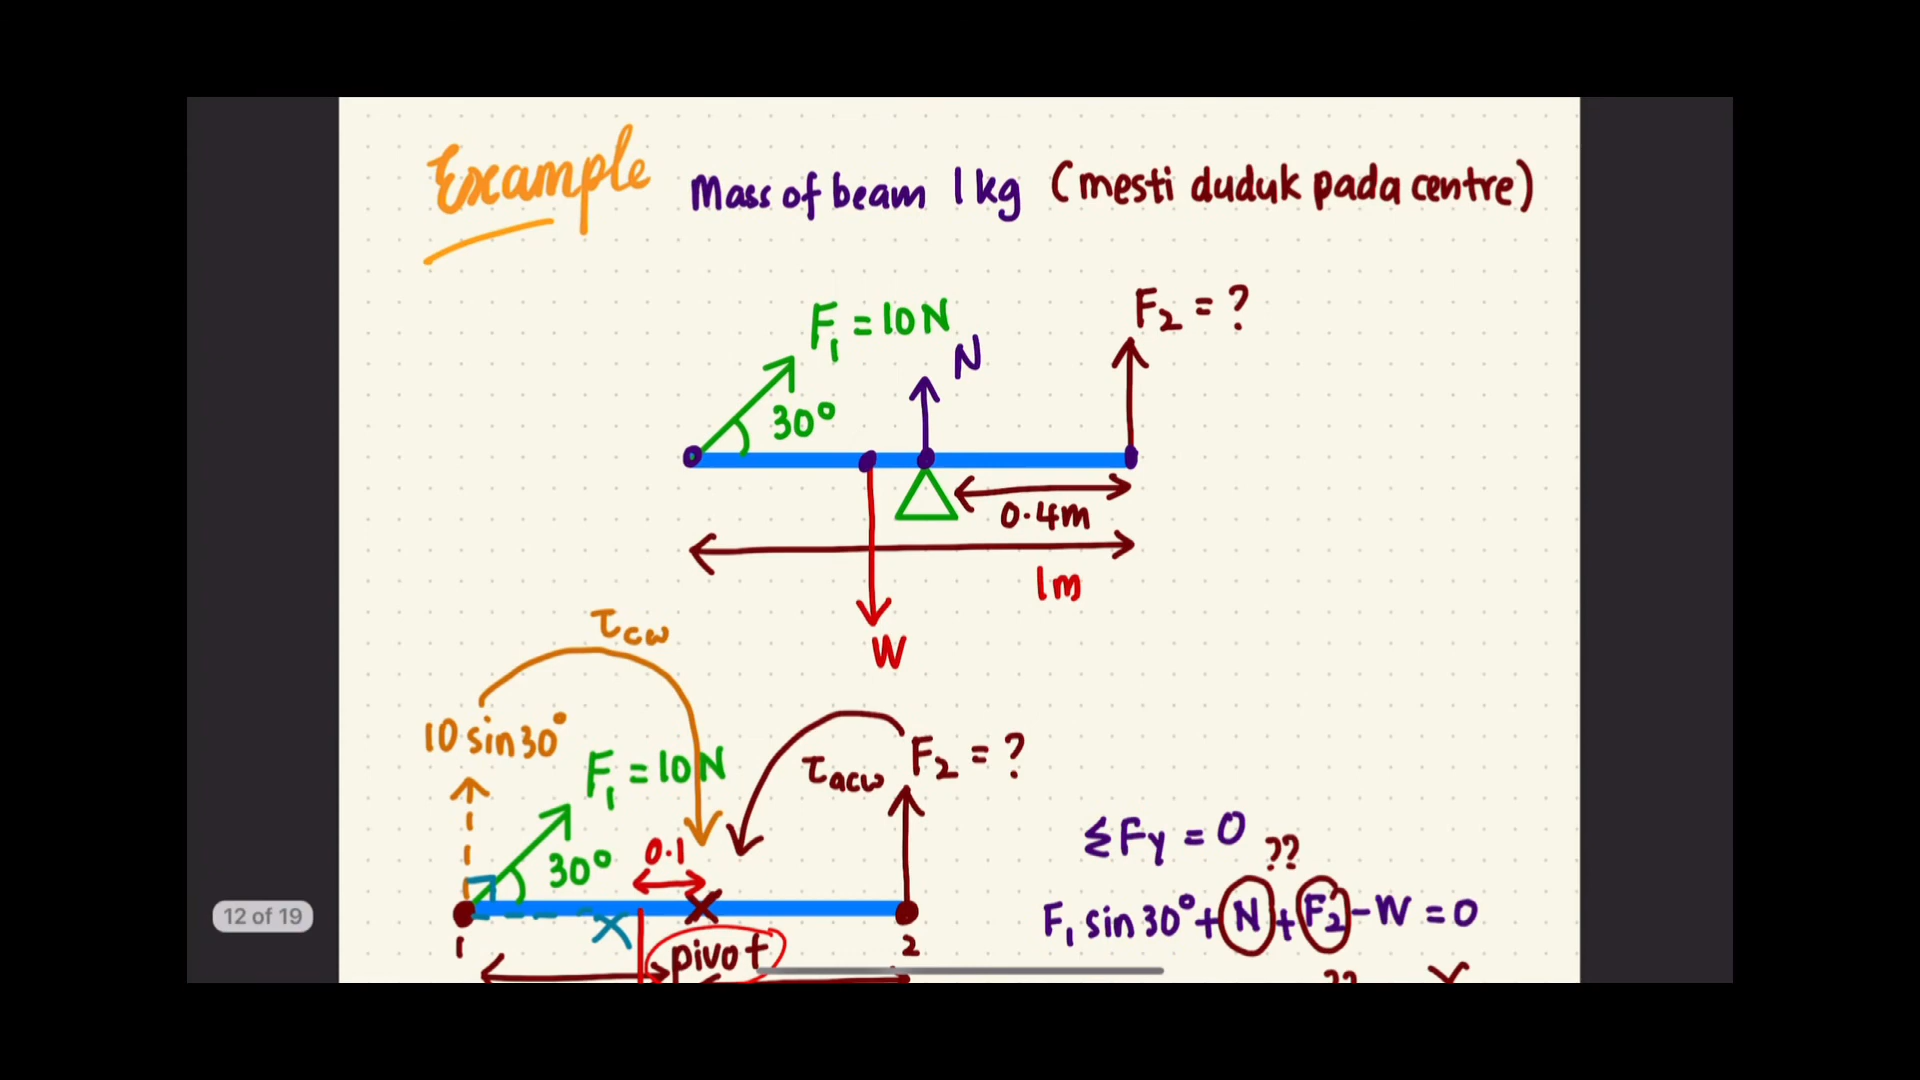 Example
Mass of beam 1 kg (mesti duduk pada centre)
F₁ = 10N
N
F₂ = ?
30°
0.4m
1m
W
τcw
10 sin30°
F₁ = 10N
τacw
F₂ = ?
30°
0.1
ΣFy = 0
??
F₁ sin 30° + N + F₂ - W = 0
1
pivot
2
??
12 of 19